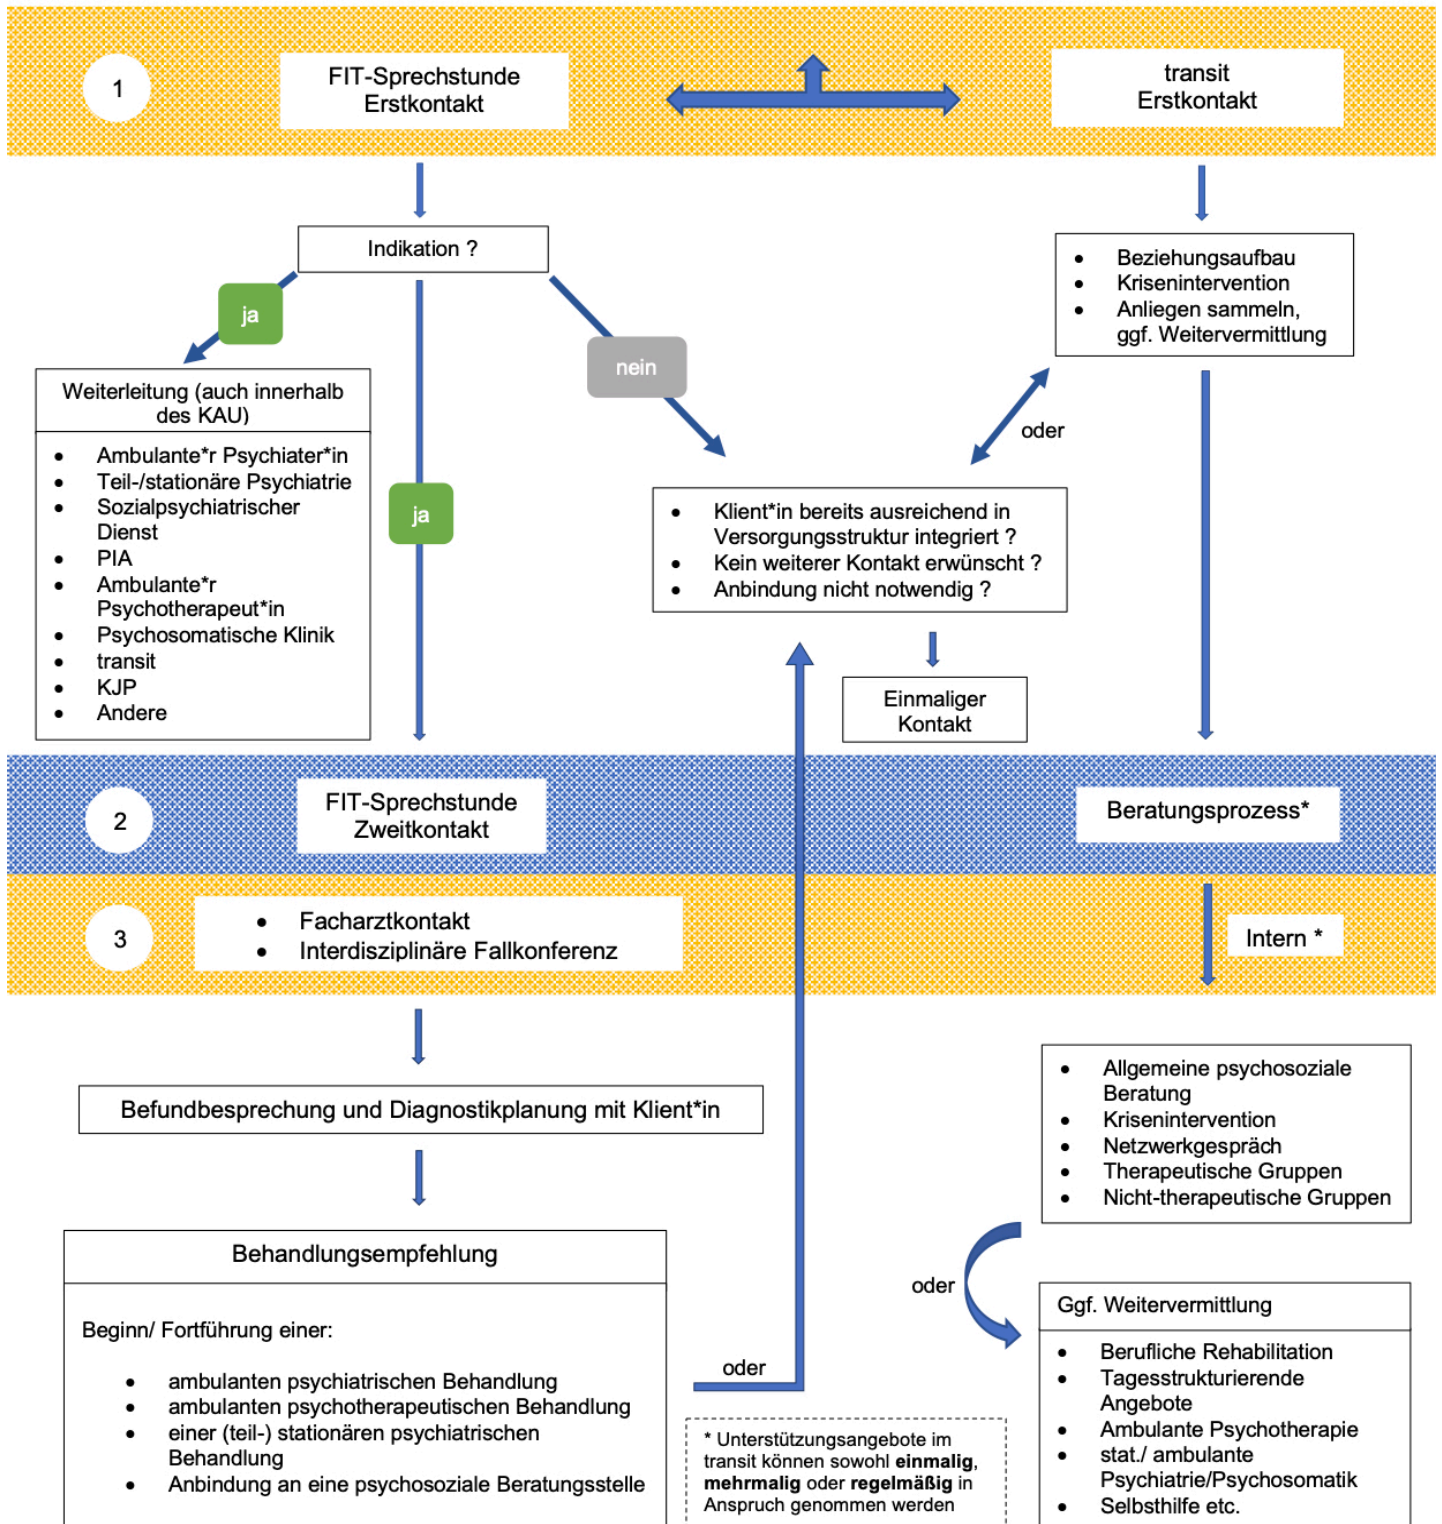 1
FIT-Sprechstunde
Erstkontakt
transit
Erstkontakt
Indikation ?
ja
nein
ja
Weiterleitung (auch innerhalb
des KAU)
• Ambulante*r Psychiater*in
• Teil-/stationäre Psychiatrie
• Sozialpsychiatrischer
Dienst
• PIA
• Ambulante*r
Psychotherapeut*in
• Psychosomatische Klinik
• transit
• KJP
• Andere
• Beziehungsaufbau
• Krisenintervention
• Anliegen sammeln,
ggf. Weitervermittlung
oder
• Klient*in bereits ausreichend in
Versorgungsstruktur integriert ?
• Kein weiterer Kontakt erwünscht ?
• Anbindung nicht notwendig ?
Einmaliger
Kontakt
2
FIT-Sprechstunde
Zweitkontakt
Beratungsprozess*
3
• Facharztkontakt
• Interdisziplinäre Fallkonferenz
Intern *
Befundbesprechung und Diagnostikplanung mit Klient*in
Behandlungsempfehlung
Beginn/ Fortführung einer:
• ambulanten psychiatrischen Behandlung
• ambulanten psychotherapeutischen Behandlung
• einer (teil-) stationären psychiatrischen
Behandlung
• Anbindung an eine psychosoziale Beratungsstelle
oder
* Unterstützungsangebote im
transit können sowohl einmalig,
mehrmalig oder regelmäßig in
Anspruch genommen werden
• Allgemeine psychosoziale
Beratung
• Krisenintervention
• Netzwerkgespräch
• Therapeutische Gruppen
• Nicht-therapeutische Gruppen
oder
Ggf. Weitervermittlung
• Berufliche Rehabilitation
• Tagesstrukturierende
Angebote
• Ambulante Psychotherapie
• stat./ ambulante
Psychiatrie/Psychosomatik
• Selbsthilfe etc.